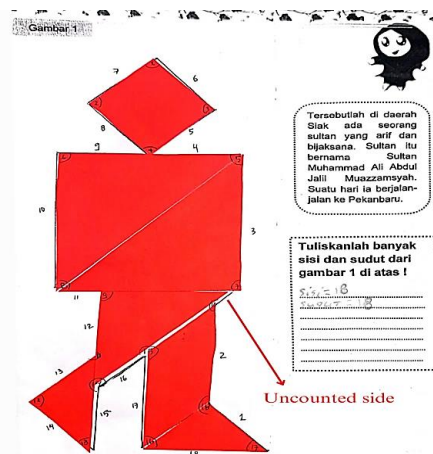 Gambar 1
7
6
8
5
9
4
10
3
11
12
2
13
16
14
15
19
2
Tersebutlah di daerah
Siak ada seorang
sultan yang arif dan
bijaksana. Sultan itu
bernama Sultan
Muhammad Ali Abdul
Jalil Muazzamsyah.
Suatu hari ia berjalan-
jalan ke Pekanbaru.
Tuliskanlah banyak
sisi dan sudut dari
gambar 1 di atas !
sisi = 18
sudut = 18
Uncounted side